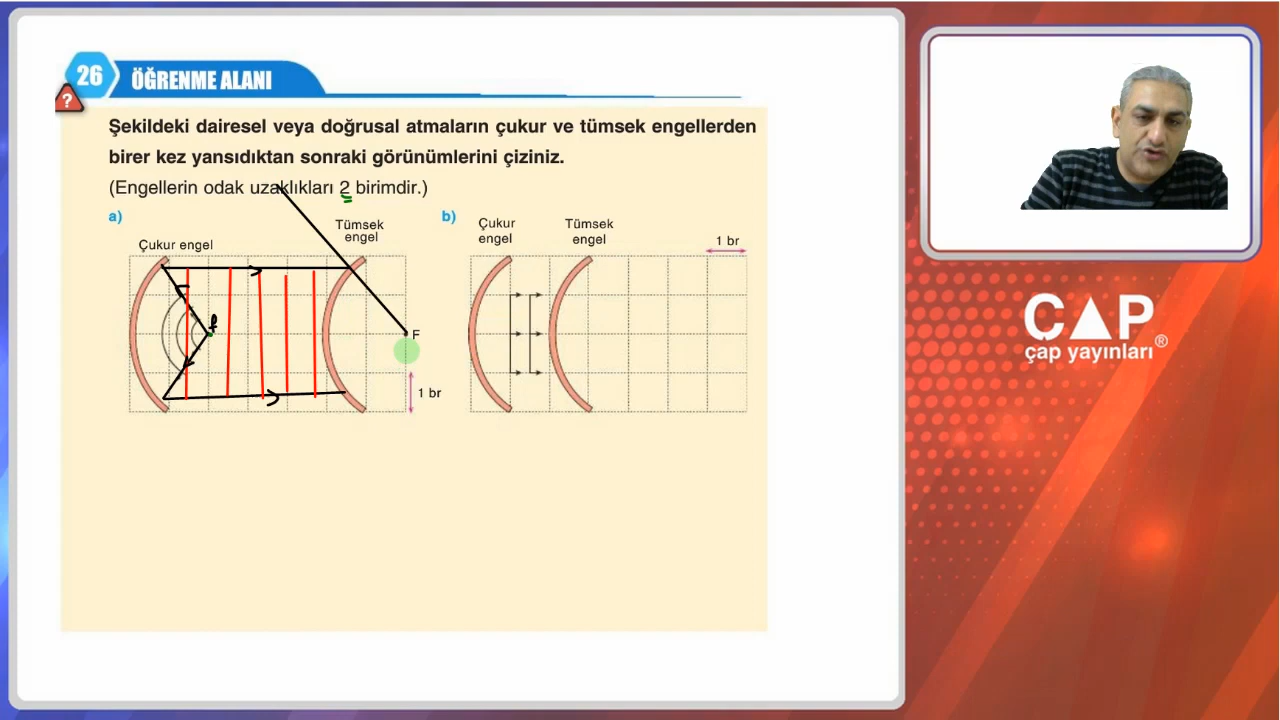 26 ÖĞRENME ALANI
?
Şekildeki dairesel veya doğrusal atmaların çukur ve tümsek engellerden
birer kez yansıdıktan sonraki görünümlerini çiziniz.
(Engellerin odak uzaklıkları 2 birimdir.)
a)
Çukur engel
Tümsek
engel
f
F
1 br
b)
Çukur
engel
Tümsek
engel
1 br
ÇAP
çap yayınları®